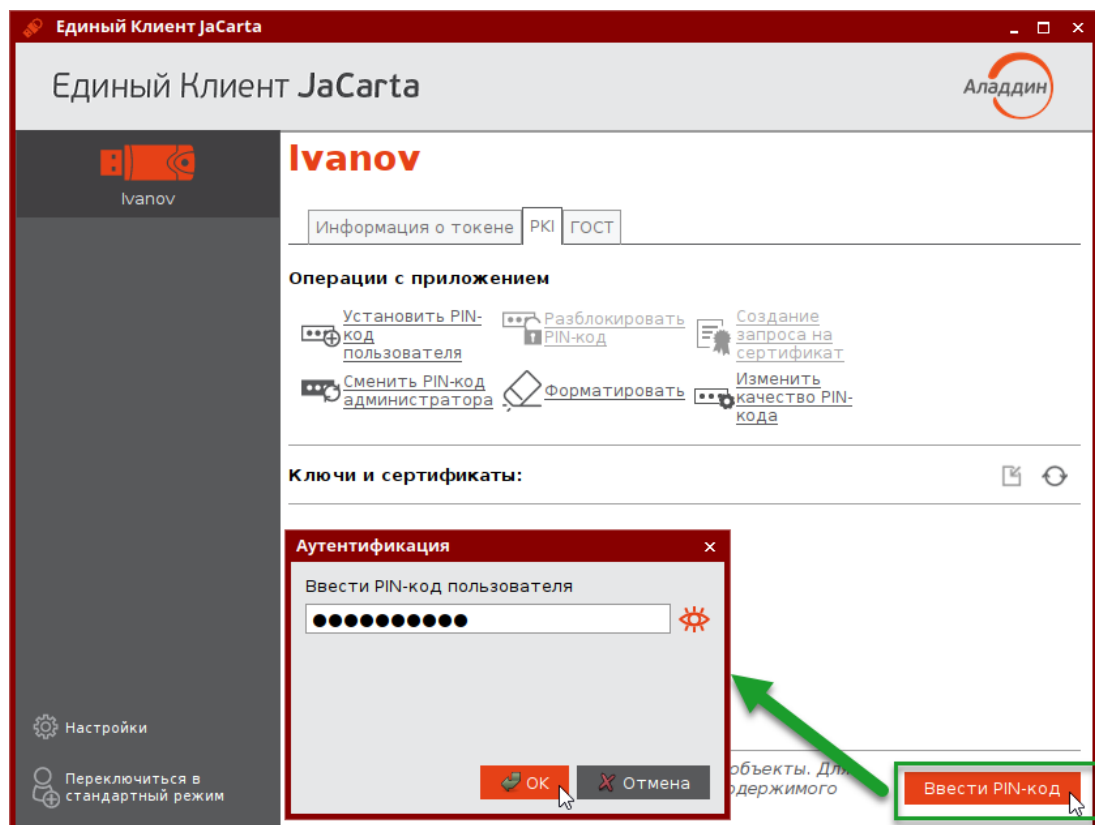 Единый Клиент JaCarta
Единый Клиент JaCarta
Аладдин
Ivanov
Ivanov
Информация о токене PKI ГОСТ
Операции с приложением
Установить PIN-
код
пользователя
Разблокировать
PIN-код
Создание
запроса на
сертификат
Сменить PIN-код
администратора
Форматировать
Изменить
качество PIN-
кода
Ключи и сертификаты:
Аутентификация
Ввести PIN-код пользователя
OK
Отмена
объекты. Для
Ввести PIN-код
Настройки
Переключиться в
стандартный режим